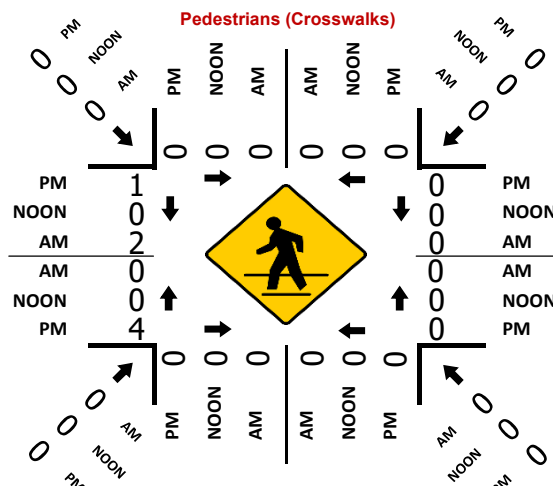 Pedestrians (Crosswalks)
0 PM
0 NOON
0 AM
PM NOON AM AM NOON PM
PM 0
NOON 0
AM 0
0 0 0 0 0 0
PM 1 0 PM
NOON 0 0 NOON
AM 2 0 AM
AM 0 0 AM
NOON 0 0 NOON
PM 4 0 PM
0 0 0 0 0 0
PM NOON AM AM NOON PM
0 AM
0 NOON
0 PM
0 AM
0 NOON
0 PM